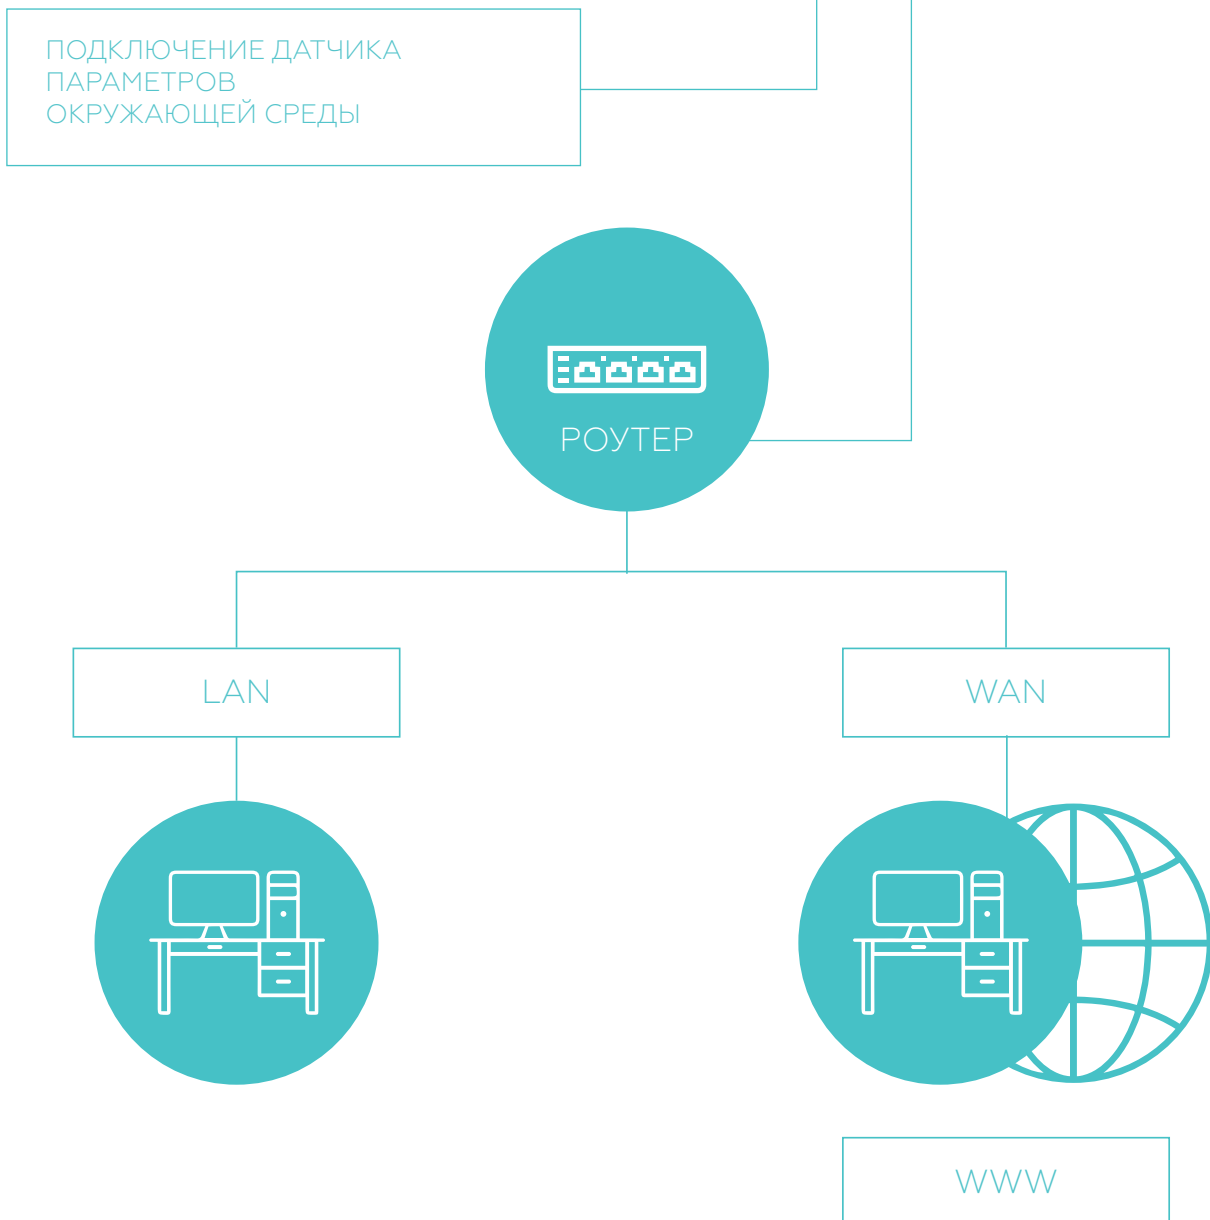 ПОДКЛЮЧЕНИЕ ДАТЧИКА
ПАРАМЕТРОВ
ОКРУЖАЮЩЕЙ СРЕДЫ
РОУТЕР
LAN
WAN
WWW